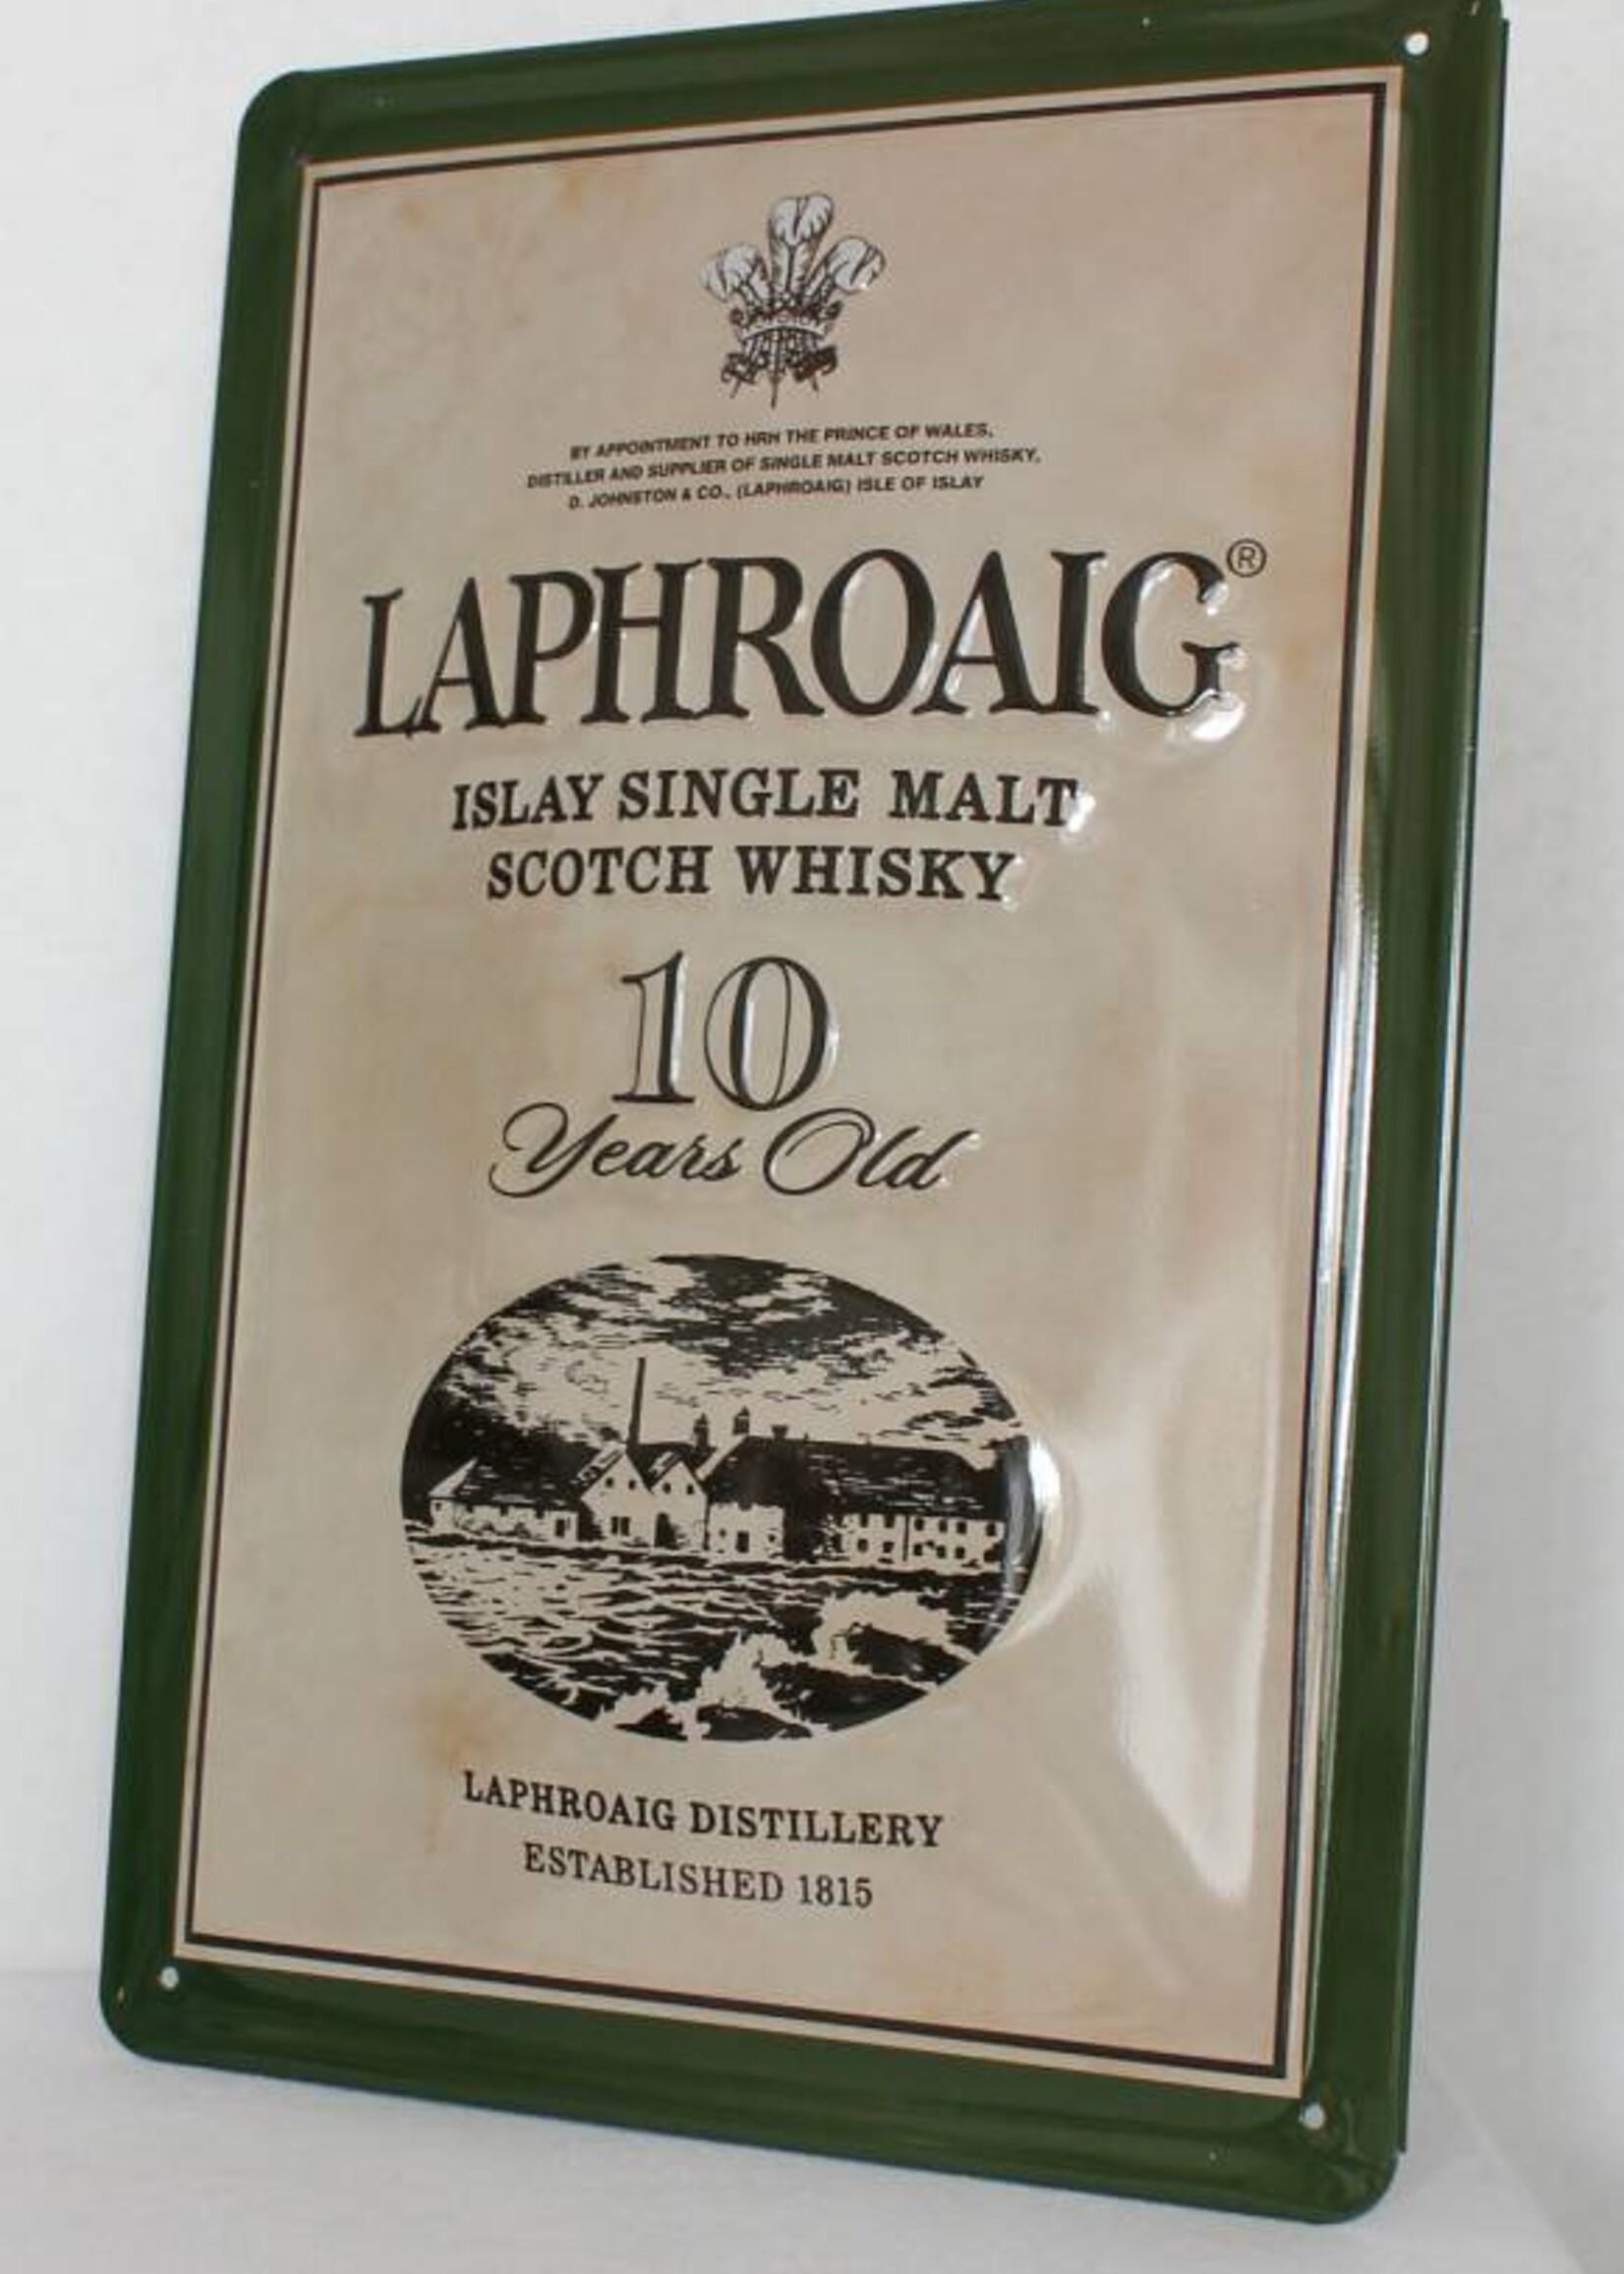 BY APPOINTMENT TO HRH THE PRINCE OF WALES,
DISTILLER AND SUPPLIER OF SINGLE MALT SCOTCH WHISKY,
D. JOHNSTON & CO., (LAPHROAIG) ISLE OF ISLAY
LAPHROAIG®
ISLAY SINGLE MALT
SCOTCH WHISKY
10
Years Old
LAPHROAIG DISTILLERY
ESTABLISHED 1815